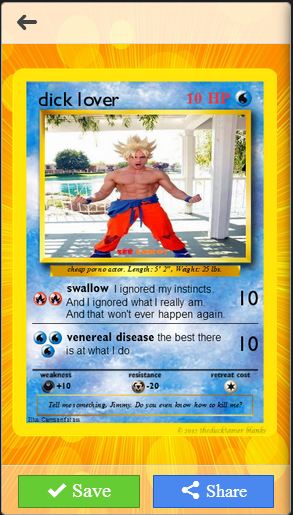 dick lover 10 HP
cheap porno actor. Length: 5' 2", Weight: 25 lbs.
swallow I ignored my instincts.
And I ignored what I really am.
And that won't ever happen again.
10
venereal disease the best there
is at what I do
10
weakness resistance retreat cost
+10 -20
Tell me something, Jimmy. Do you even know how to kill me?
Save Share